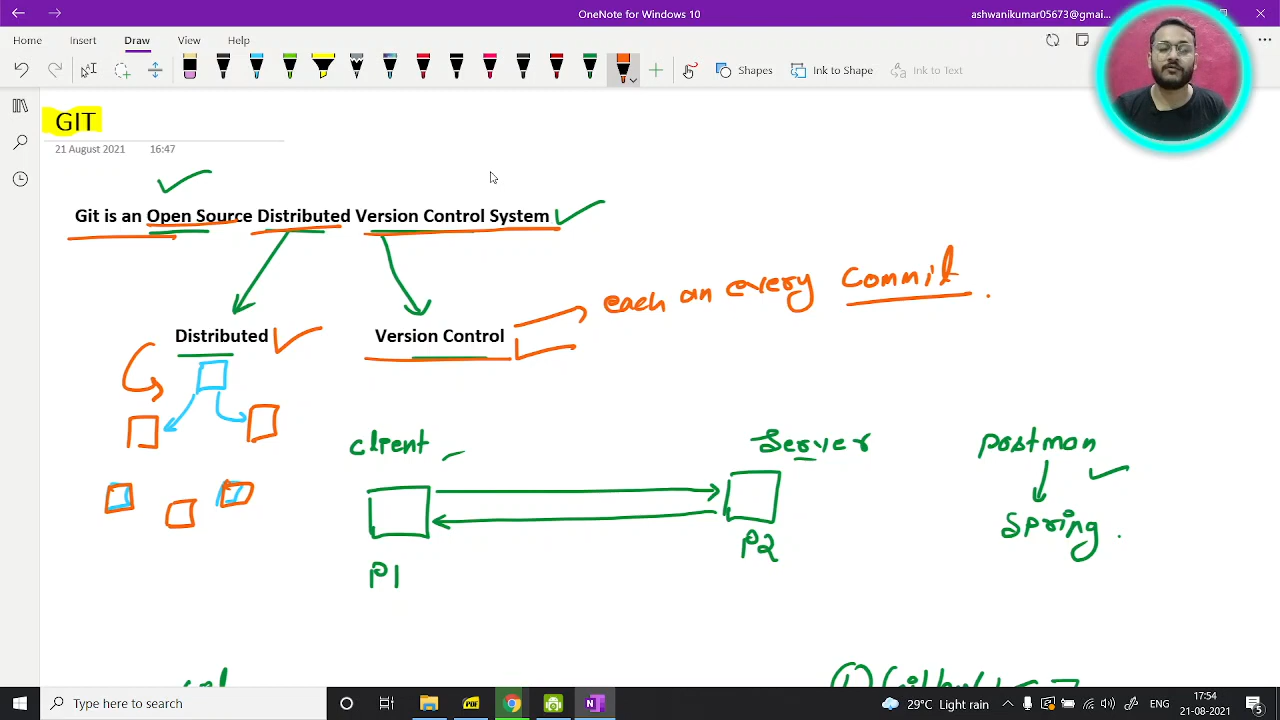 OneNote for Windows 10
ashwanikumar05673@gmai...
Home Insert Draw View
Shapes Ink to Shape Ink to Text
GIT
21 August 2021 16:47
Git is an Open Source Distributed Version Control System
each an every Commit .
Distributed Version Control
client Server Postman
Spring .
P1 P2
Type here to search
PDF
29°C Light rain ENG 17:54
21-08-2021
5